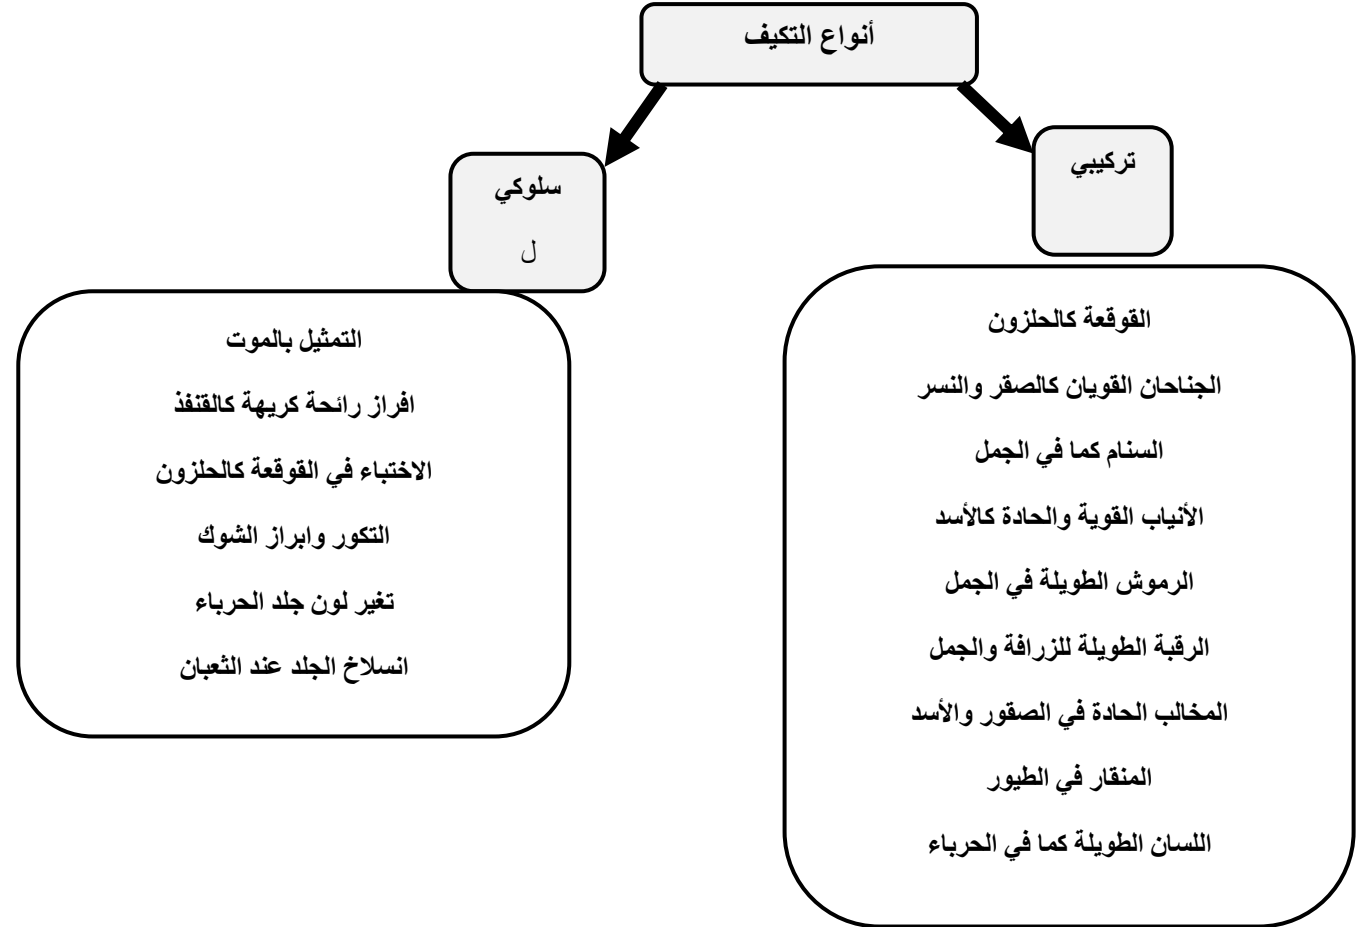 أنواع التكيف
تركيبي
القوقعة كالحلزون
الجناحان القويان كالصقر والنسر
السنام كما في الجمل
الأنياب القوية والحادة كالأسد
الرموش الطويلة في الجمل
الرقبة الطويلة للزرافة والجمل
المخالب الحادة في الصقور والأسد
المنقار في الطيور
اللسان الطويلة كما في الحرباء
سلوكي
ل
التمثيل بالموت
افراز رائحة كريهة كالقنفذ
الاختباء في القوقعة كالحلزون
التكور وابراز الشوك
تغير لون جلد الحرباء
انسلاخ الجلد عند الثعبان